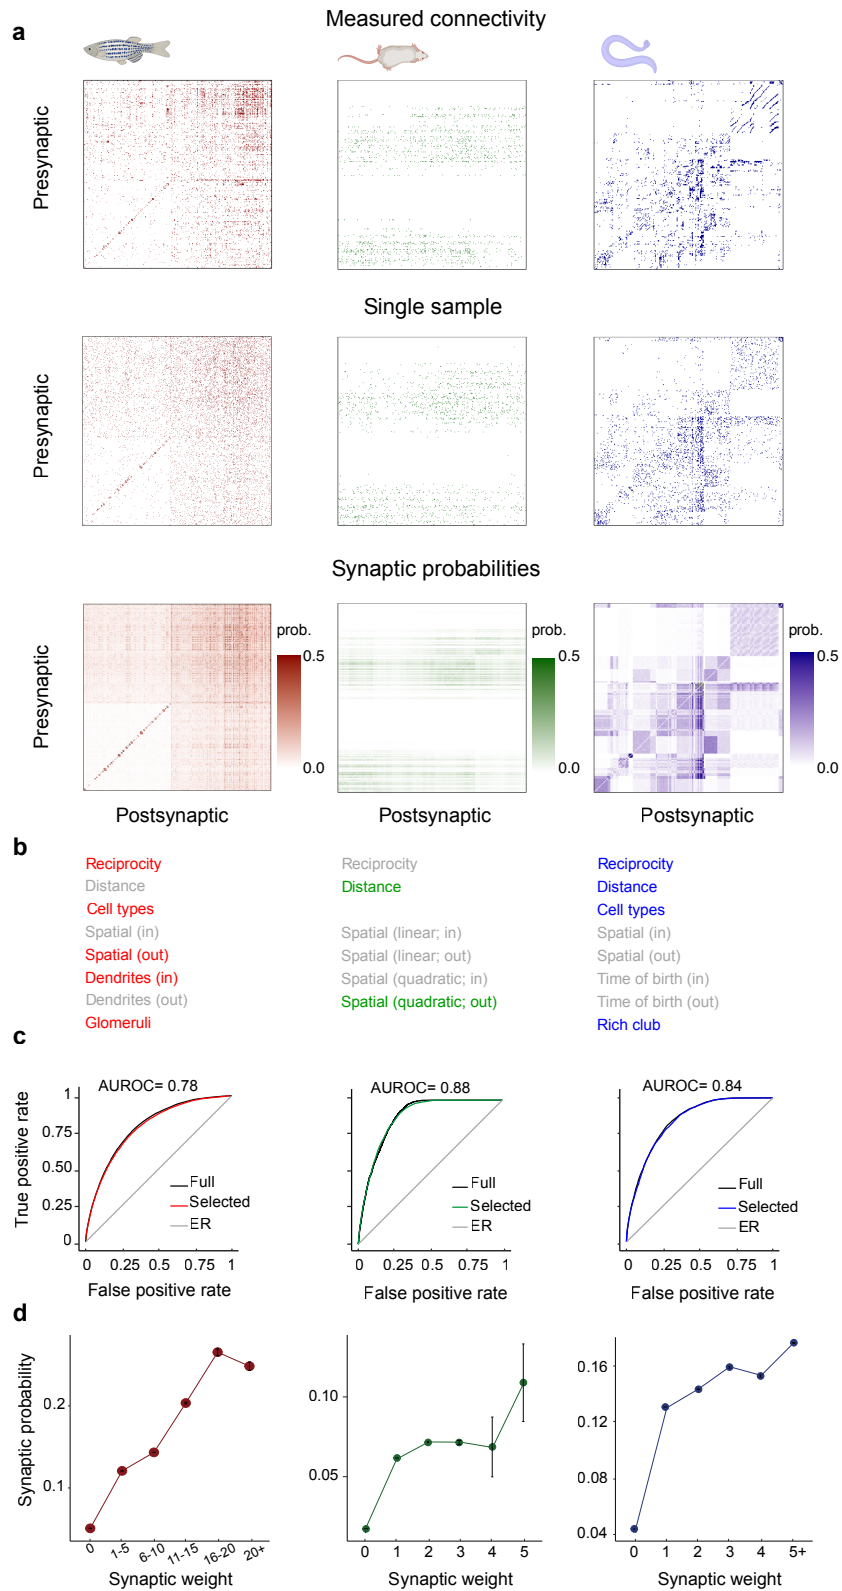 a
Measured connectivity
Presynaptic
Single sample
Presynaptic
Synaptic probabilities
Presynaptic
prob.
0.5
0.0
prob.
0.5
0.0
prob.
0.5
0.0
Postsynaptic
Postsynaptic
b
Reciprocity
Distance
Cell types
Spatial (in)
Spatial (out)
Dendrites (in)
Dendrites (out)
Glomeruli
Reciprocity
Distance
Spatial (linear; in)
Spatial (linear; out)
Spatial (quadratic; in)
Spatial (quadratic; out)
Reciprocity
Distance
Cell types
Spatial (in)
Spatial (out)
Time of birth (in)
Time of birth (out)
Rich club
c
True positive rate
AUROC= 0.78
1
0.75
0.50
0.25
0
Full
Selected
ER
0 0.25 0.5 0.75 1
False positive rate
AUROC= 0.88
Full
Selected
ER
0 0.25 0.5 0.75 1
False positive rate
AUROC= 0.84
Full
Selected
ER
0 0.25 0.5 0.75 1
False positive rate
d
Synaptic probability
0.2
0.1
0 1-5 6-10 11-15 16-20 20+
Synaptic weight
0.10
0.05
0 1 2 3 4 5
Synaptic weight
0.16
0.12
0.08
0.04
0 1 2 3 4 5+
Synaptic weight